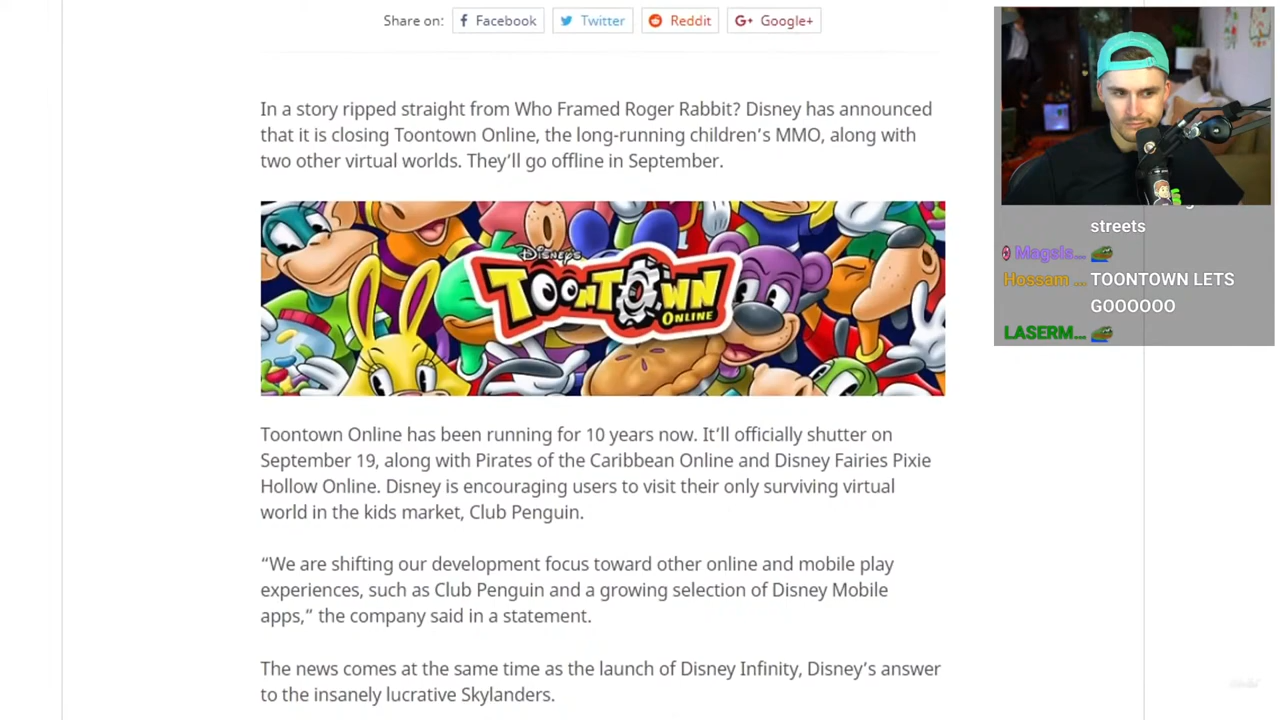 Share on:
Facebook
Twitter
Reddit
Google+
In a story ripped straight from Who Framed Roger Rabbit? Disney has announced
that it is closing Toontown Online, the long-running children's MMO, along with
two other virtual worlds. They'll go offline in September.
DISNEY'S
TOONTOWN
ONLINE
Toontown Online has been running for 10 years now. It'll officially shutter on
September 19, along with Pirates of the Caribbean Online and Disney Fairies Pixie
Hollow Online. Disney is encouraging users to visit their only surviving virtual
world in the kids market, Club Penguin.
“We are shifting our development focus toward other online and mobile play
experiences, such as Club Penguin and a growing selection of Disney Mobile
apps,” the company said in a statement.
The news comes at the same time as the launch of Disney Infinity, Disney's answer
to the insanely lucrative Skylanders.
streets
MagsIs...
Hossam ... TOONTOWN LETS
GOOOOOO
LASERM...